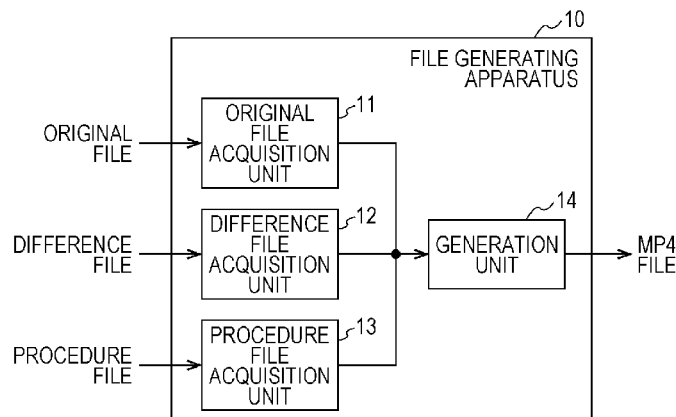 10
FILE GENERATING
APPARATUS
11
ORIGINAL
FILE
ORIGINAL
FILE
ACQUISITION
UNIT
12
DIFFERENCE
FILE
DIFFERENCE
FILE
ACQUISITION
UNIT
14
GENERATION
UNIT
MP4
FILE
13
PROCEDURE
FILE
PROCEDURE
FILE
ACQUISITION
UNIT